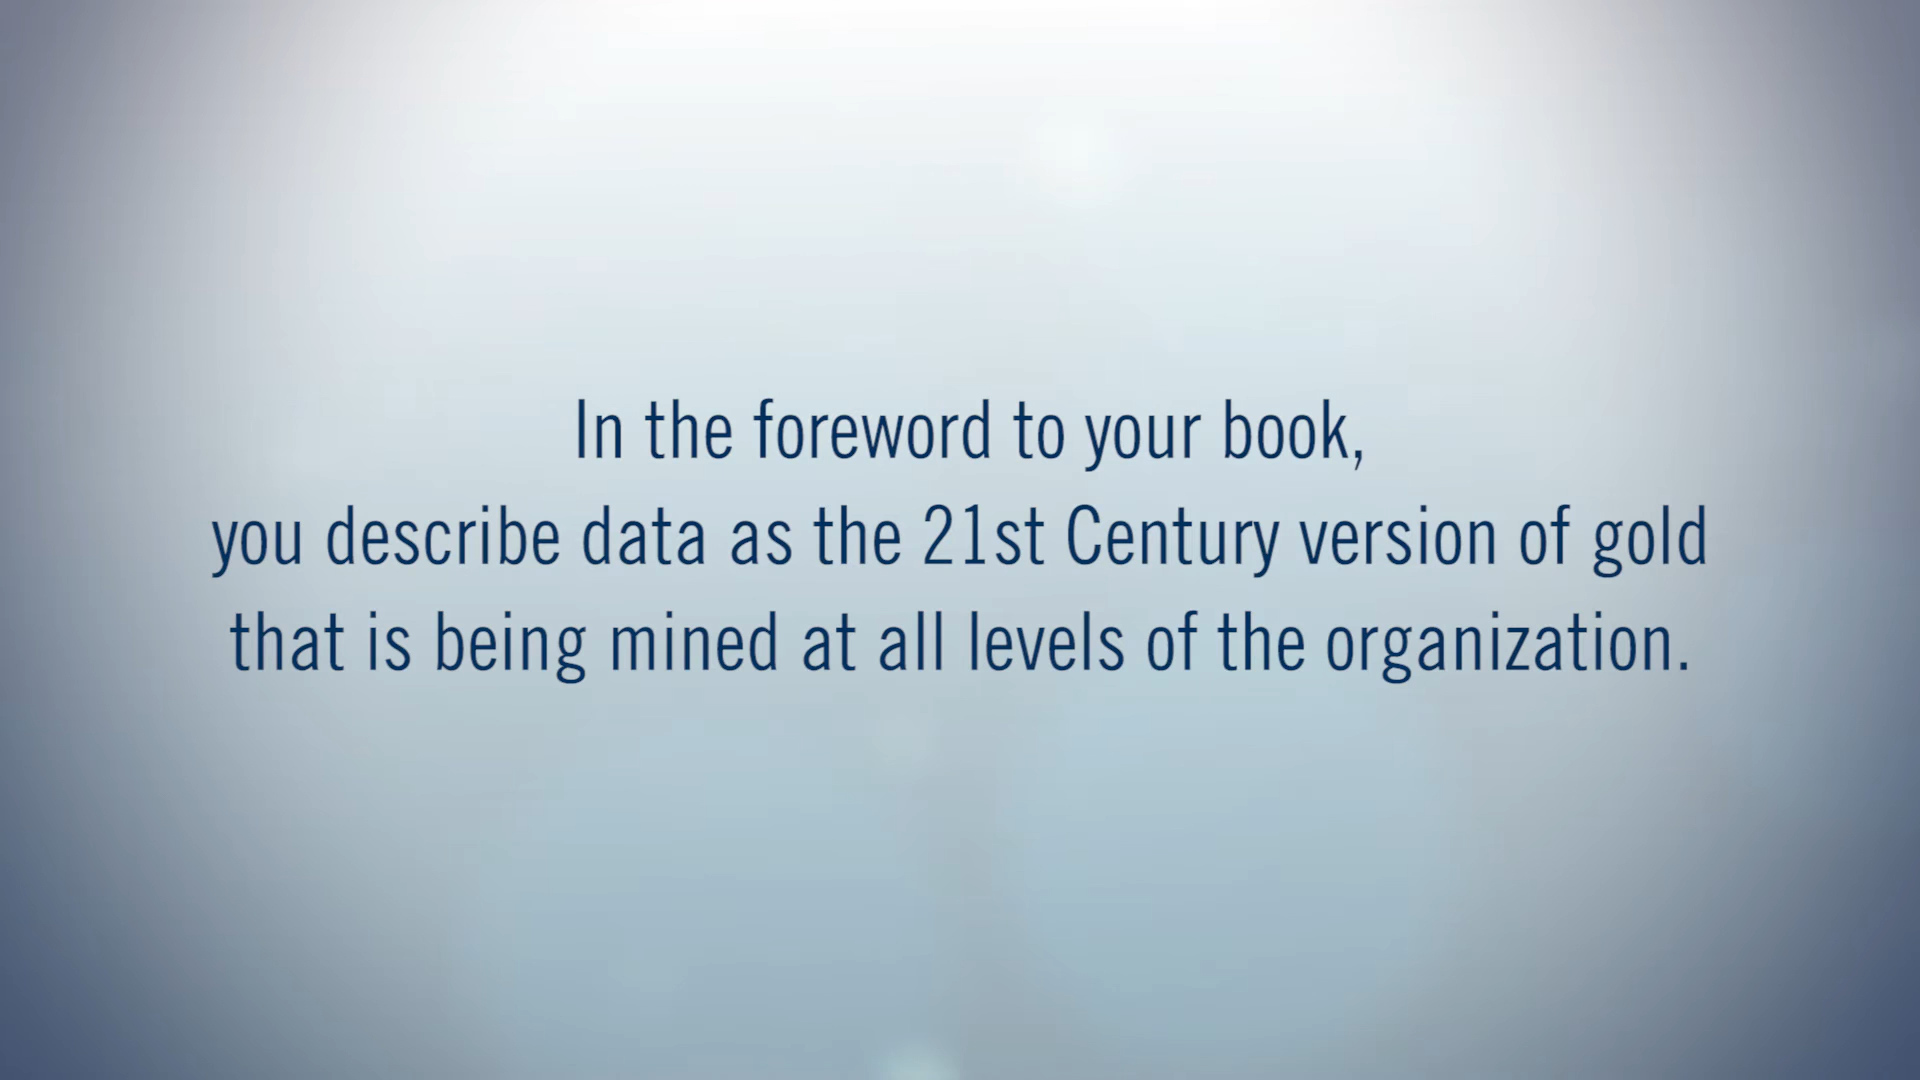 In the foreword to your book,
you describe data as the 21st Century version of gold
that is being mined at all levels of the organization.